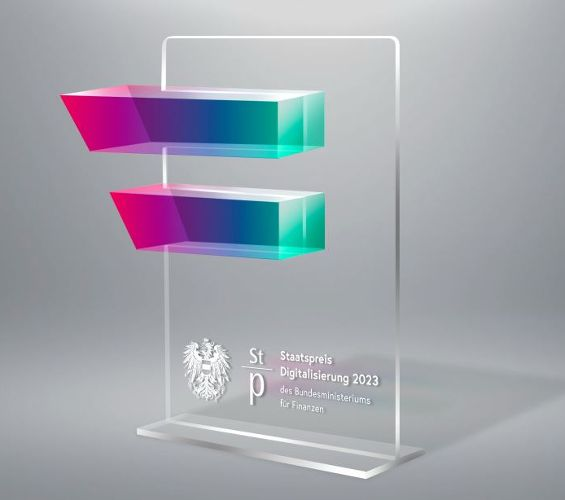 St
p
Staatspreis
Digitalisierung 2023
des Bundesministeriums
für Finanzen